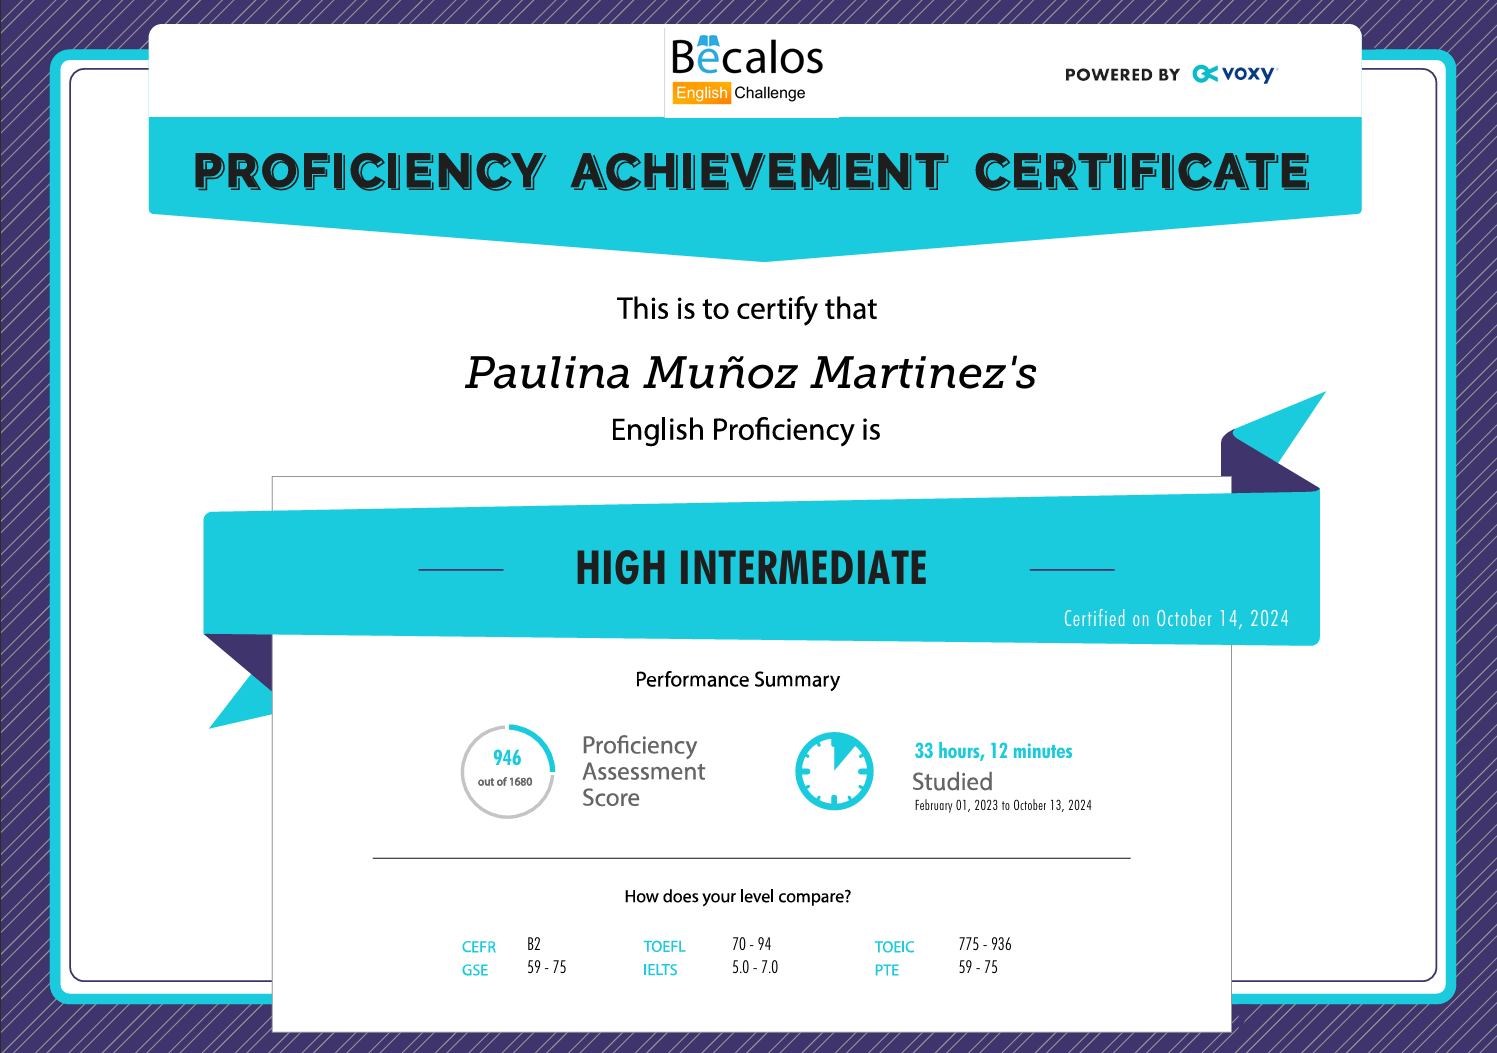 Bécalos
English Challenge
POWERED BY VOXY
PROFICIENCY ACHIEVEMENT CERTIFICATE
This is to certify that
Paulina Muñoz Martinez's
English Proficiency is
HIGH INTERMEDIATE
Certified on October 14, 2024
Performance Summary
946
out of 1680
Proficiency
Assessment
Score
33 hours, 12 minutes
Studied
February 01, 2023 to October 13, 2024
How does your level compare?
CEFR B2 TOEFL 70 - 94 TOEIC 775 - 936
GSE 59 - 75 IELTS 5.0 - 7.0 PTE 59 - 75